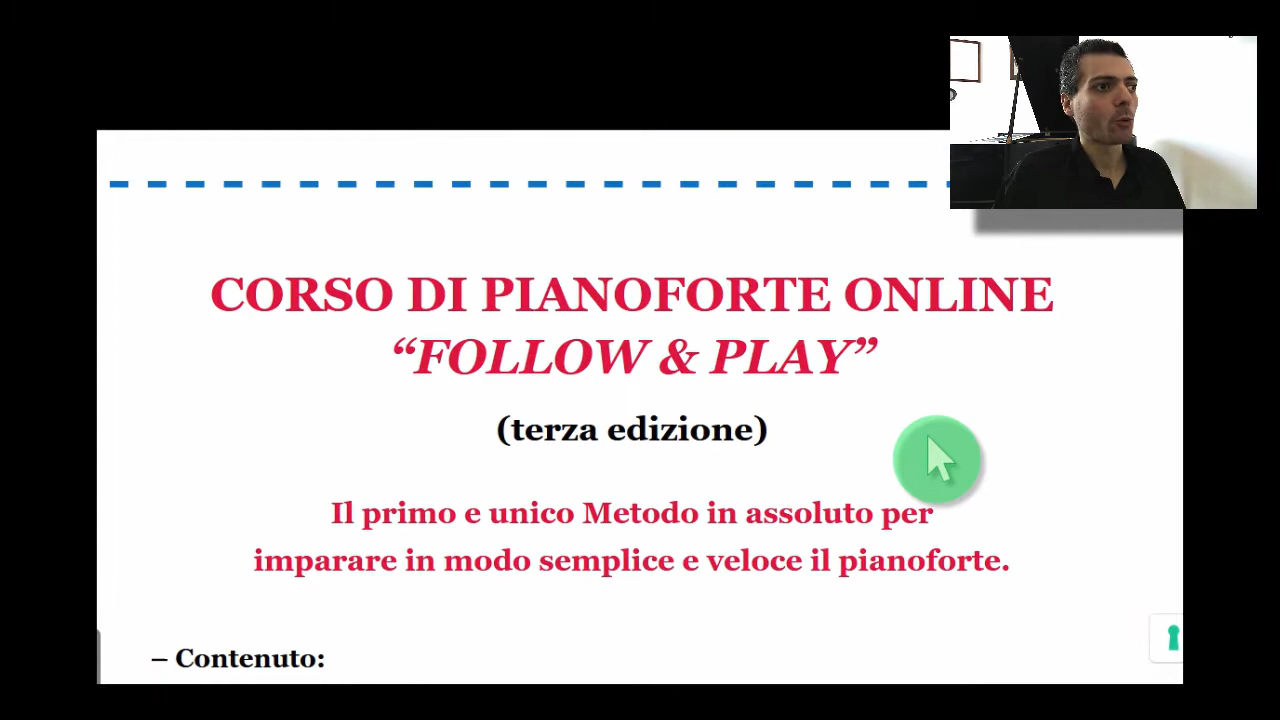 CORSO DI PIANOFORTE ONLINE
“FOLLOW & PLAY”
(terza edizione)
Il primo e unico Metodo in assoluto per
imparare in modo semplice e veloce il pianoforte.
– Contenuto: